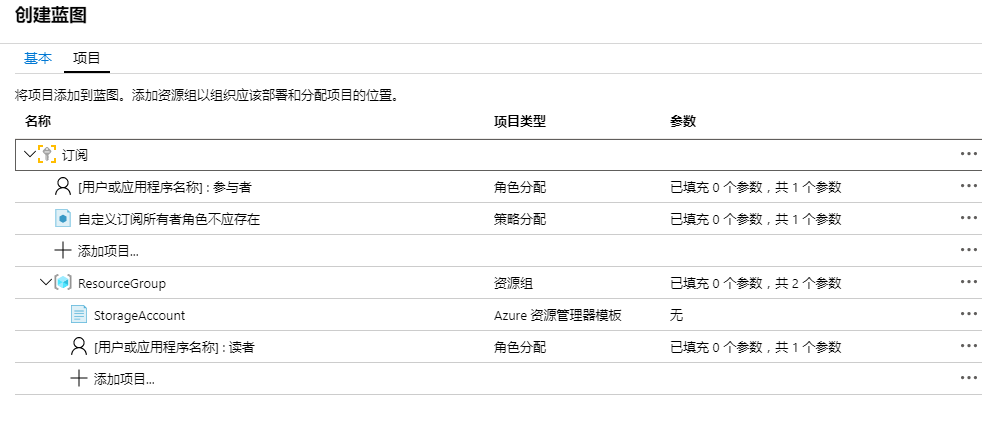 创建蓝图
基本 项目
将项目添加到蓝图。添加资源组以组织应该部署和分配项目的位置。
名称 项目类型 参数
订阅
[用户或应用程序名称] : 参与者 角色分配 已填充 0 个参数，共 1 个参数
自定义订阅所有者角色不应存在 策略分配 已填充 0 个参数，共 1 个参数
添加项目...
ResourceGroup 资源组 已填充 0 个参数，共 2 个参数
StorageAccount Azure 资源管理器模板 无
[用户或应用程序名称] : 读者 角色分配 已填充 0 个参数，共 1 个参数
添加项目...